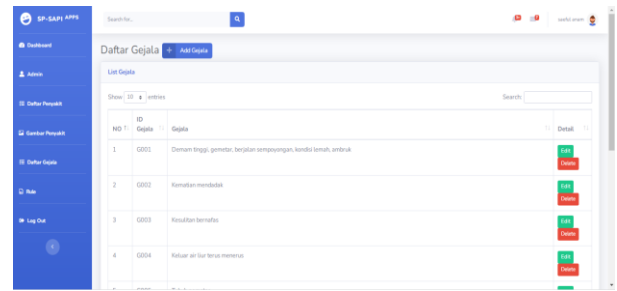 SP-SAPI APPS
Search for...
saeful anam
Dashboard
Admin
Daftar Penyakit
Gambar Penyakit
Daftar Gejala
Rule
Log Out
Daftar Gejala + Add Gejala
List Gejala
Show 10 entries
Search:
NO ID Gejala Gejala Detail
1 G001 Demam tinggi, gemetar, berjalan sempoyongan, kondisi lemah, ambruk Edit Delete
2 G002 Kematian mendadak Edit Delete
3 G003 Kesulitan bernafas Edit Delete
4 G004 Keluar air liur terus menerus Edit Delete